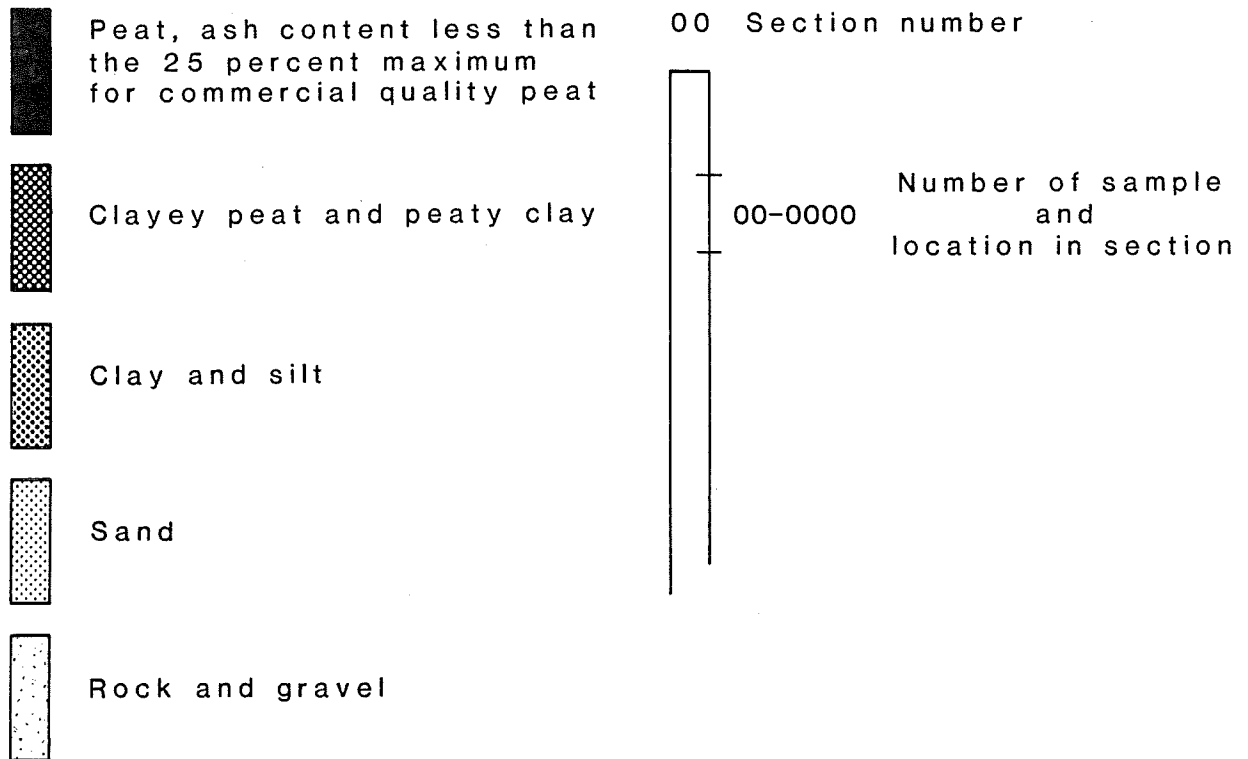 Peat, ash content less than
the 25 percent maximum
for commercial quality peat
Clayey peat and peaty clay
Clay and silt
Sand
Rock and gravel
00 Section number
00-0000
Number of sample
and
location in section